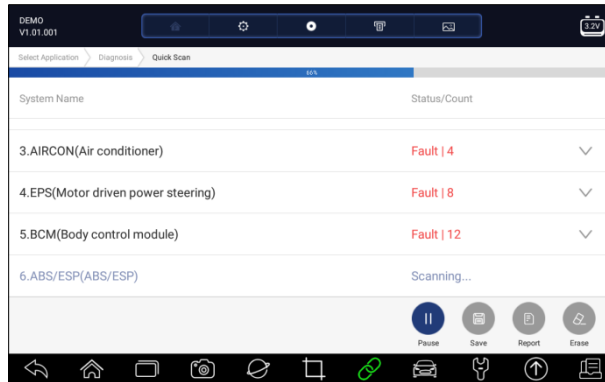 DEMO
V1.01.001
3.2V
Select Application Diagnosis Quick Scan
66%
System Name Status/Count
3.AIRCON(Air conditioner) Fault | 4
4.EPS(Motor driven power steering) Fault | 8
5.BCM(Body control module) Fault | 12
6.ABS/ESP(ABS/ESP) Scanning...
Pause Save Report Erase